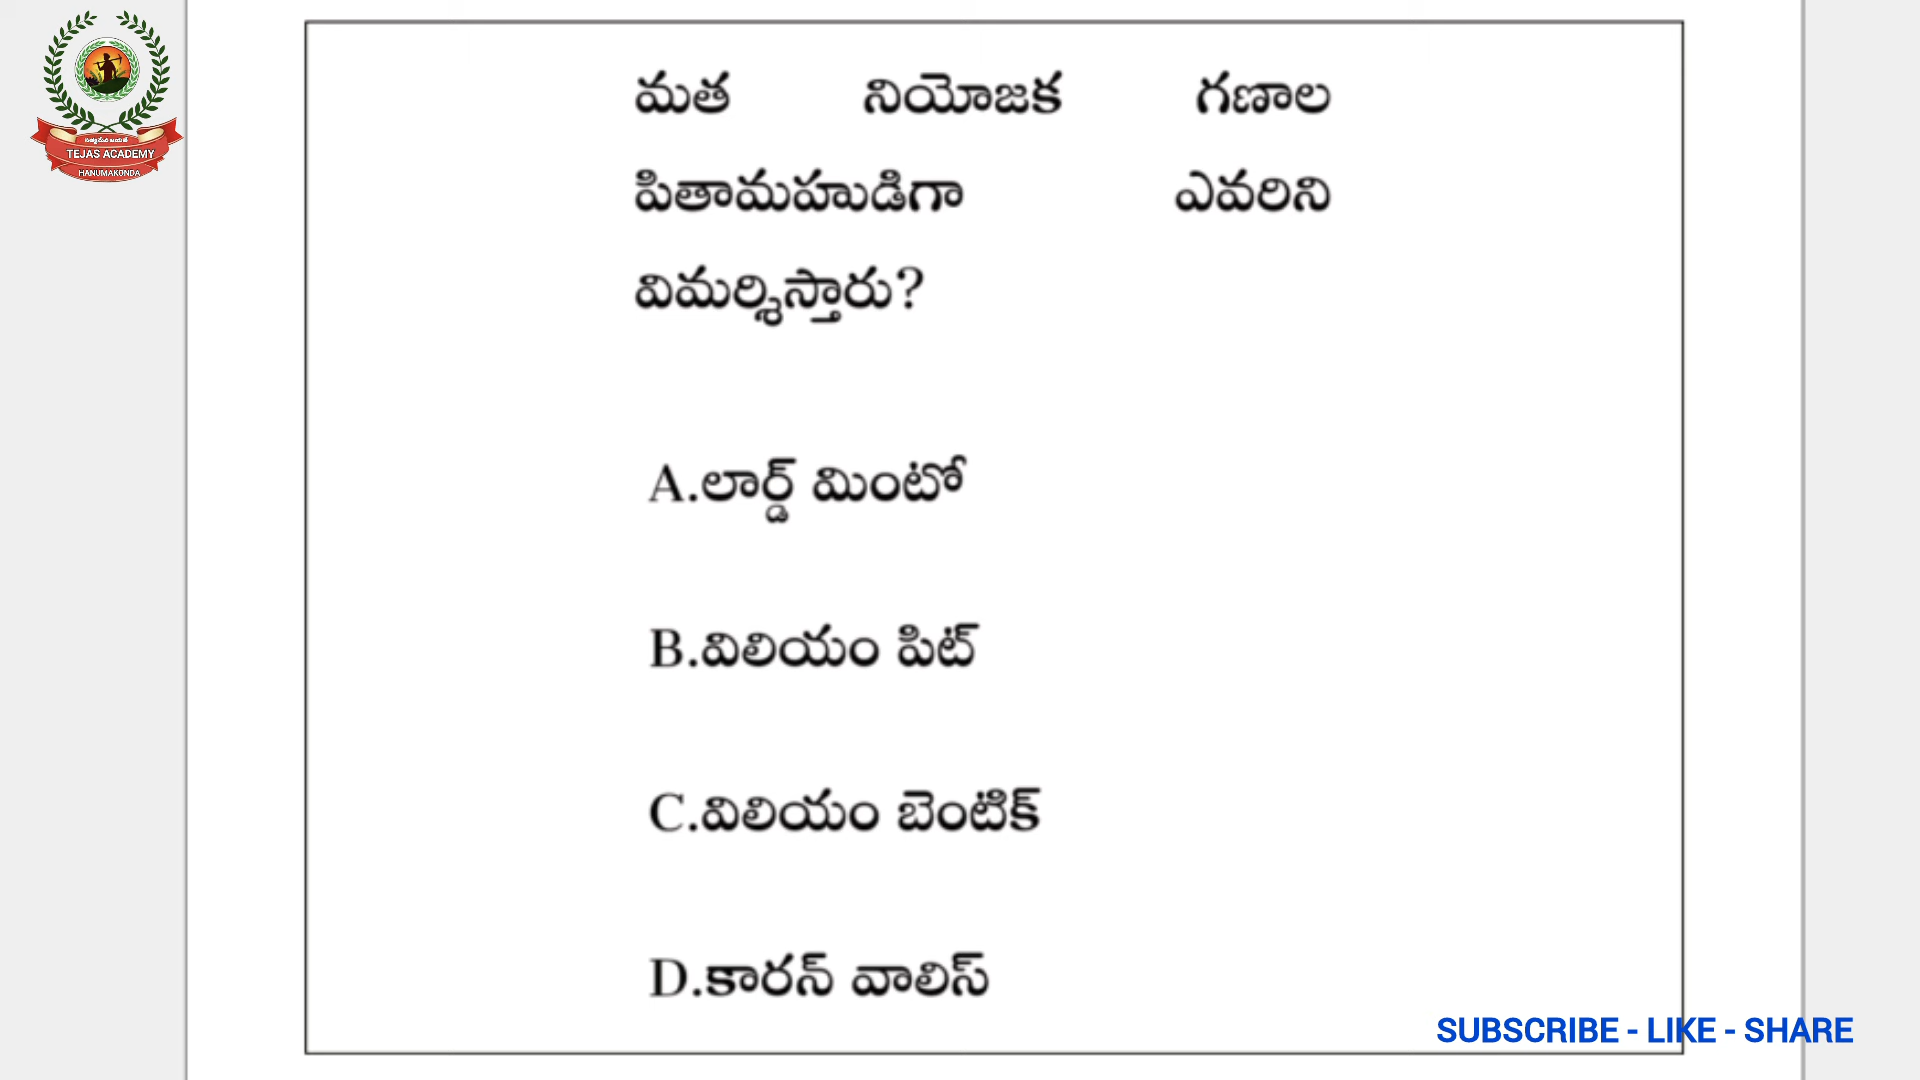 TEJAS ACADEMY
HANUMAKONDA
మత నియోజక గణాల
పితామహుడిగా ఎవరిని
విమర్శిస్తారు?
A.లార్డ్ మింటో
B.విలియం పిట్
C.విలియం బెంటిక్
D.కారన్ వాలిస్
SUBSCRIBE - LIKE - SHARE